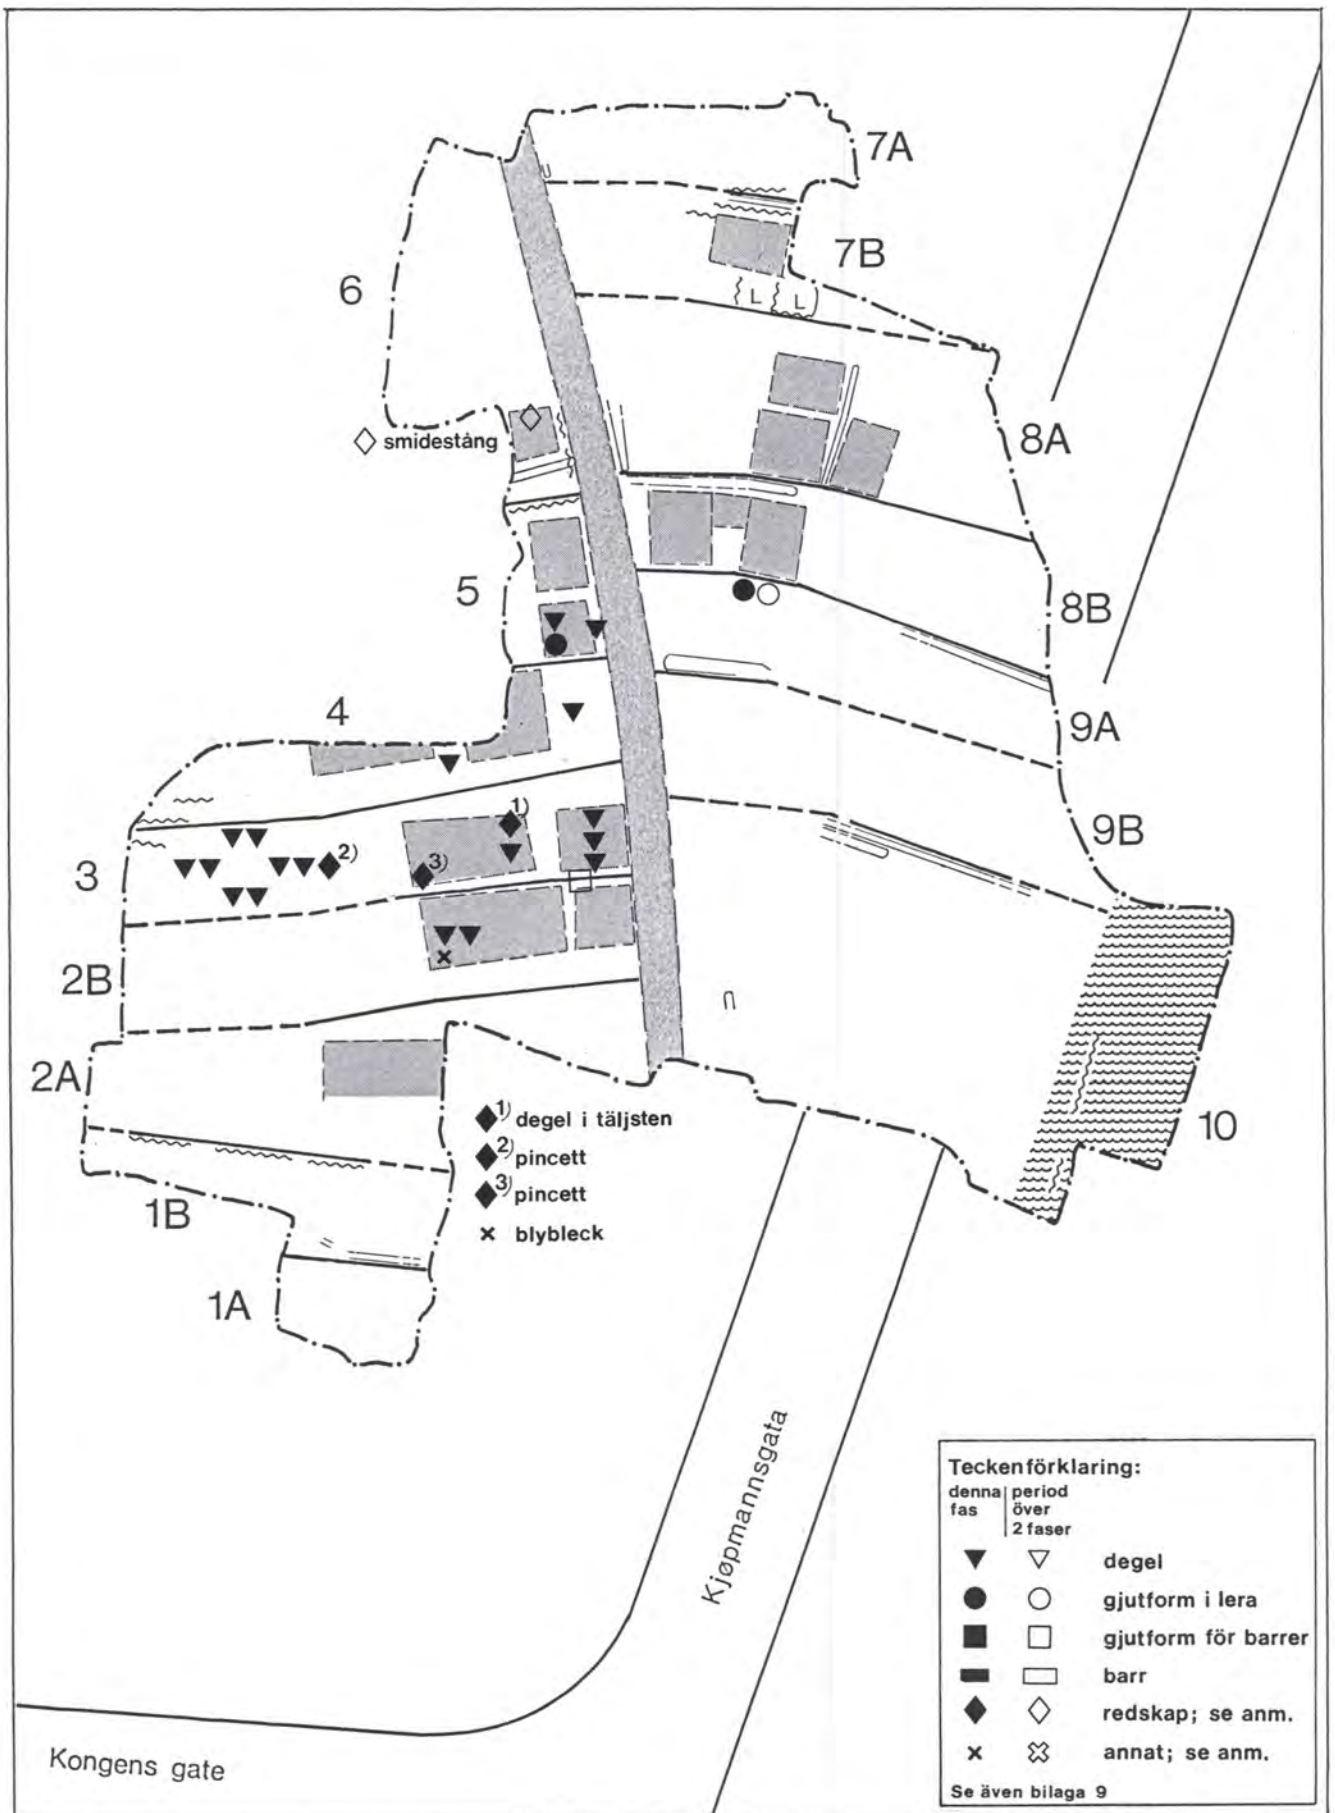 7A
7B
6
L L
8A
◇ smidestång
5
8B
4
9A
1)
9B
2)
3)
3
2B
2A
10
1) degel i täljsten
2) pincett
3) pincett
× blybleck
1B
1A
Kjøpmannsgata
Kongens gate
Teckenförklaring:
denna period
fas över
2 faser
degel
gjutform i lera
gjutform för barrer
barr
redskap; se anm.
annat; se anm.
Se även bilaga 9